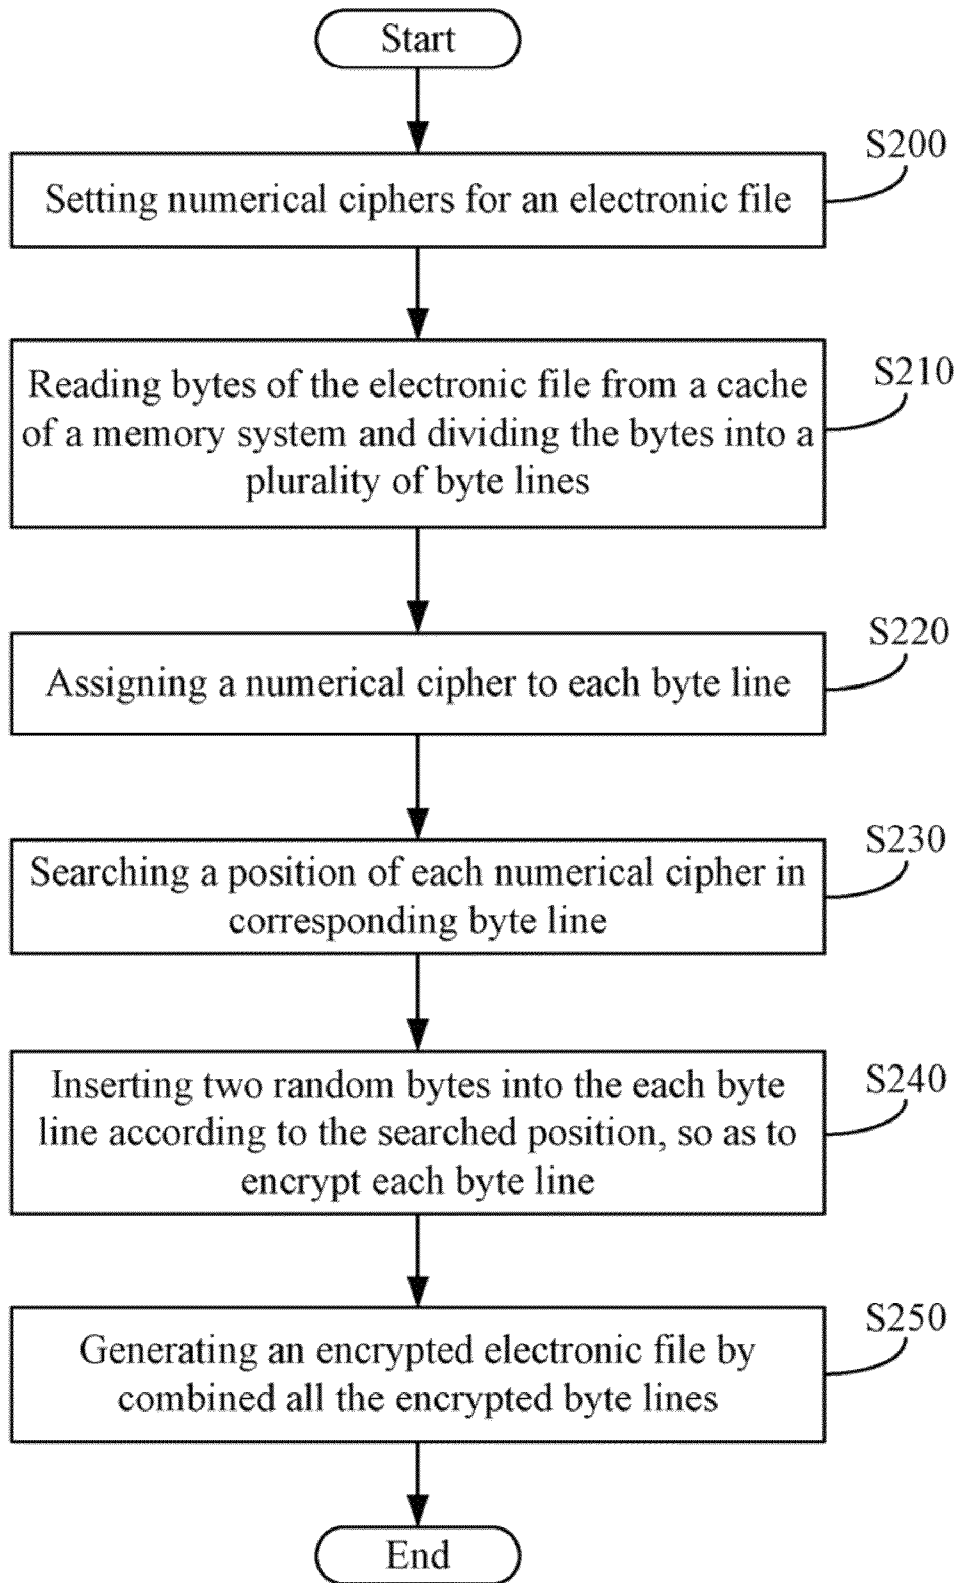 Start
S200
Setting numerical ciphers for an electronic file
S210
Reading bytes of the electronic file from a cache
of a memory system and dividing the bytes into a
plurality of byte lines
S220
Assigning a numerical cipher to each byte line
S230
Searching a position of each numerical cipher in
corresponding byte line
S240
Inserting two random bytes into the each byte
line according to the searched position, so as to
encrypt each byte line
S250
Generating an encrypted electronic file by
combined all the encrypted byte lines
End